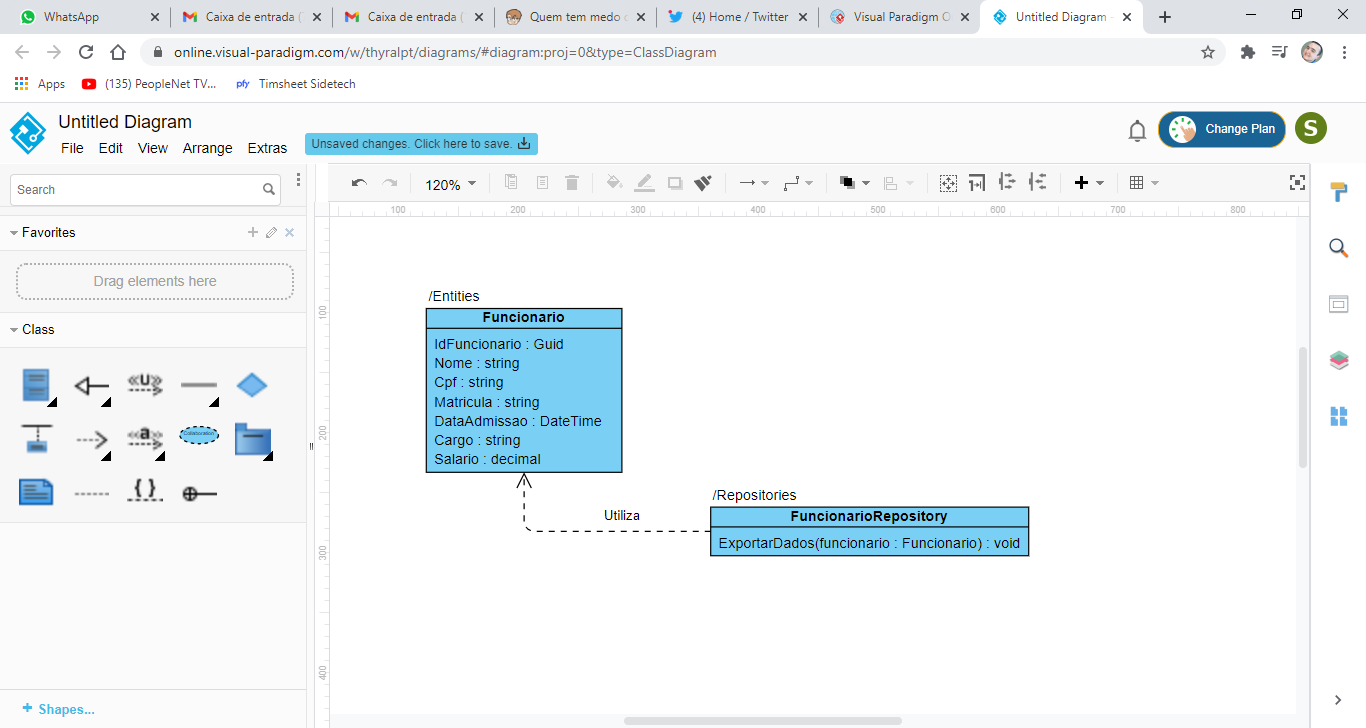 WhatsApp
Caixa de entrada (
Caixa de entrada (
Quem tem medo
(4) Home / Twitter
Visual Paradigm O
Untitled Diagram
online.visual-paradigm.com/w/thyralpt/diagrams/#diagram:proj=0&type=ClassDiagram
Apps
(135) PeopleNet TV...
pfy Timsheet Sidetech
Untitled Diagram
File Edit View Arrange Extras
Unsaved changes. Click here to save.
Change Plan
S
Search
120%
100 200 300 400 500 600 700 800
Favorites
Drag elements here
Class
<<U>>
<<a>>
Collaboration
{ }
+ Shapes...
100
200
300
400
/Entities
Funcionario
IdFuncionario : Guid
Nome : string
Cpf : string
Matricula : string
DataAdmissao : DateTime
Cargo : string
Salario : decimal
Utiliza
/Repositories
FuncionarioRepository
ExportarDados(funcionario : Funcionario) : void